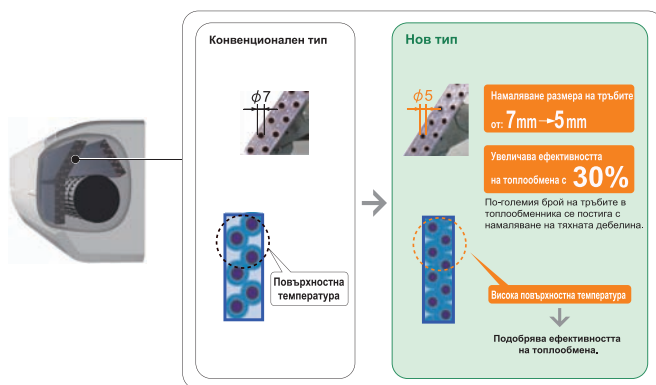 Конвенционален тип
ϕ7
Повърхностна
температура
Нов тип
ϕ5
Намаляване размера на тръбите
от: 7mm→5mm
Увеличава ефективността
на топлообмена с 30%
По-големия брой на тръбите в
топлообменника се постига с
намаляване на тяхната дебелина.
Висока повърхностна температура
Подобрява ефективността
на топлообмена.